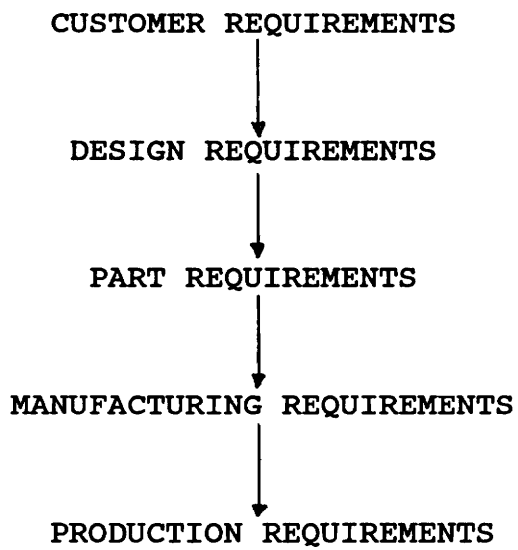 CUSTOMER REQUIREMENTS
DESIGN REQUIREMENTS
PART REQUIREMENTS
MANUFACTURING REQUIREMENTS
PRODUCTION REQUIREMENTS